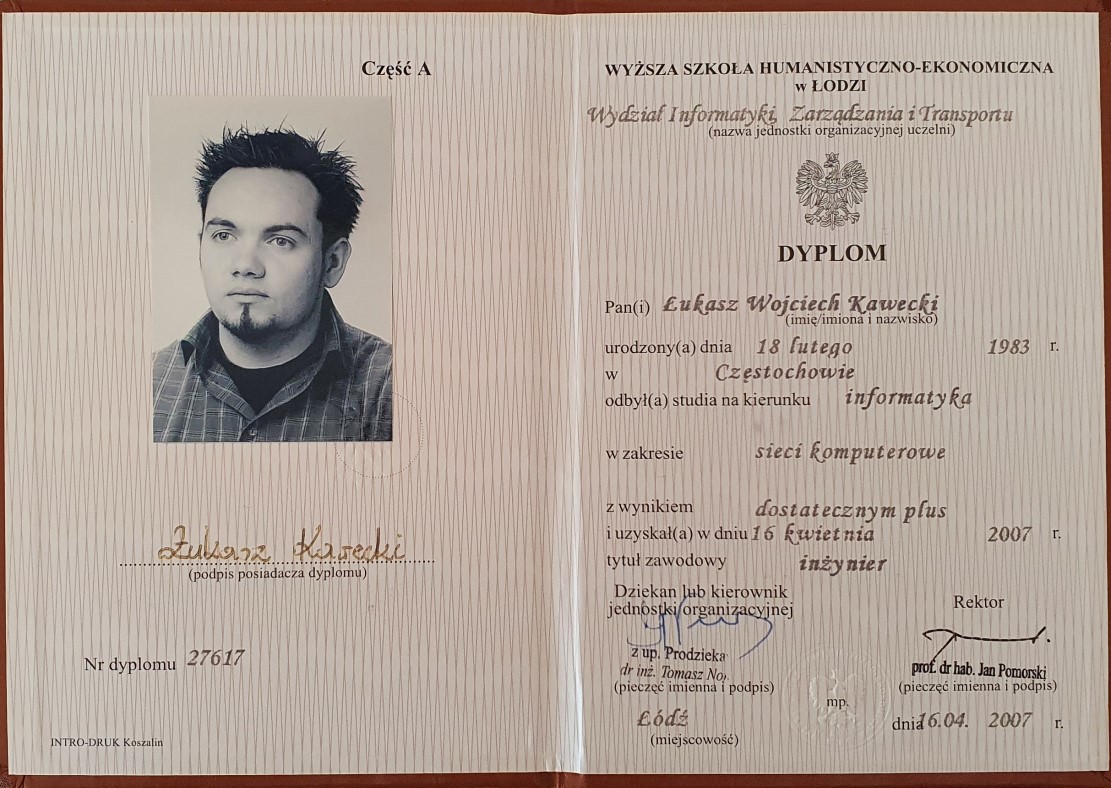 Część A
Łukasz Kawecki
(podpis posiadacza dyplomu)
Nr dyplomu 27617
INTRO-DRUK Koszalin
WYŻSZA SZKOŁA HUMANISTYCZNO-EKONOMICZNA
w ŁODZI
Wydział Informatyki, Zarządzania i Transportu
(nazwa jednostki organizacyjnej uczelni)
DYPLOM
Pan(i) Łukasz Wojciech Kawecki
(imię/imiona i nazwisko)
urodzony(a) dnia 18 lutego 1983 r.
w Częstochowie
odbył(a) studia na kierunku informatyka
w zakresie sieci komputerowe
z wynikiem dostatecznym plus
i uzyskał(a) w dniu 16 kwietnia 2007 r.
tytuł zawodowy inżynier
Dziekan lub kierownik
jednostki organizacyjnej
z up. Prodzieka
dr inż. Tomasz
(pieczęć imienna i podpis)
Rektor
prof. dr hab. Jan Pomorski
(pieczęć imienna i podpis)
mp.
Łódź
(miejscowość)
dnia 16.04. 2007 r.